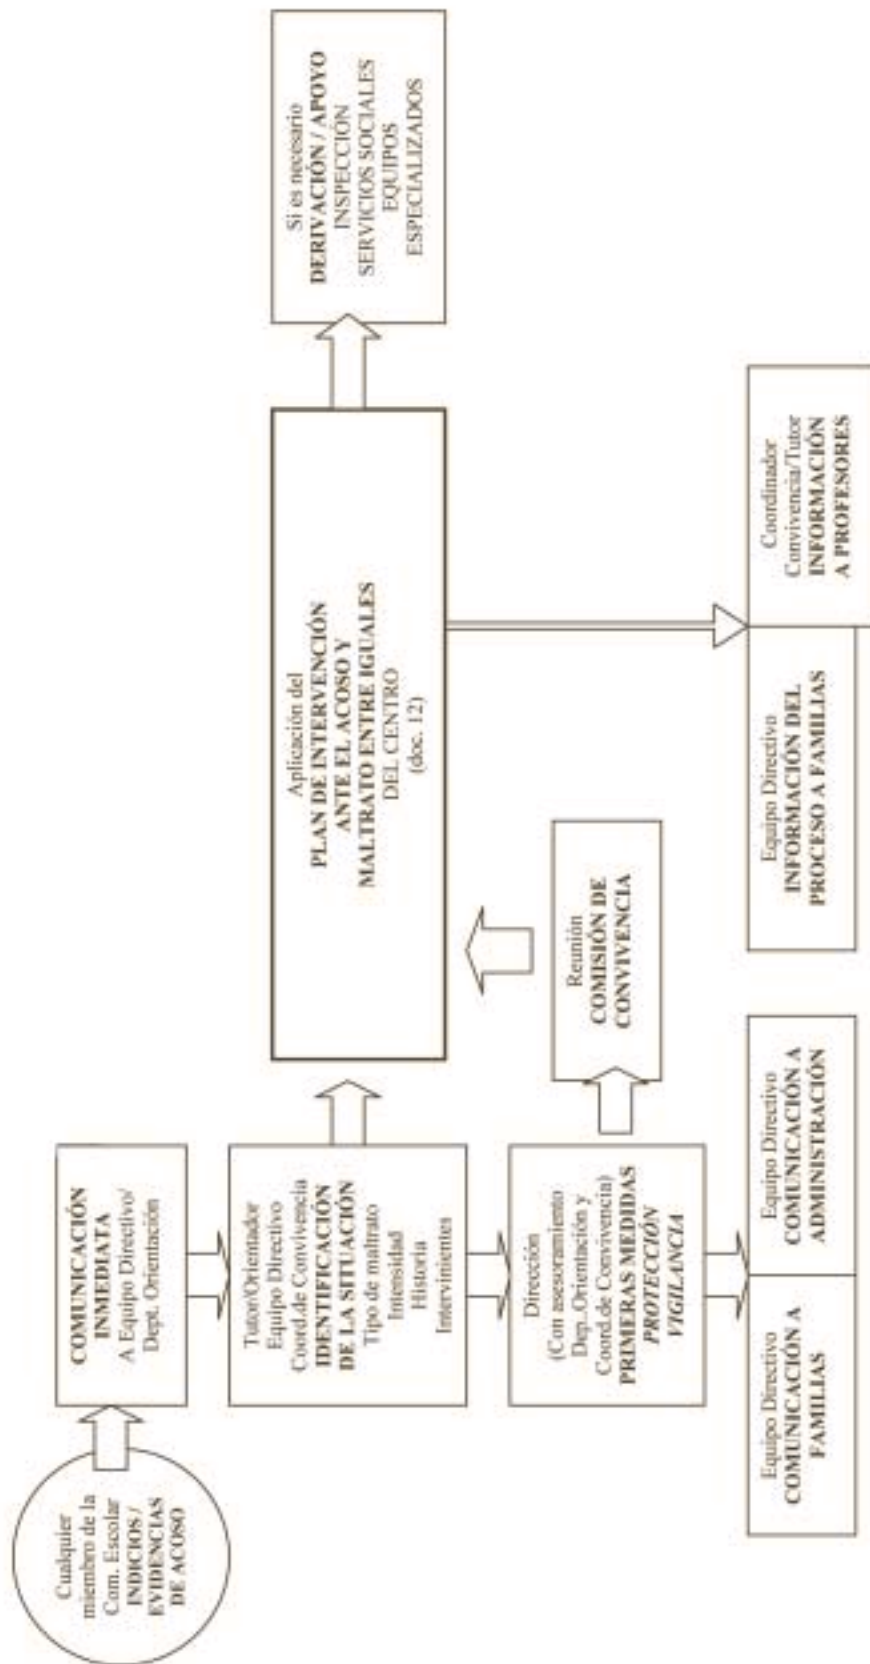 Cualquier
miembro de la
Com. Escolar
INDICIOS /
EVIDENCIAS
DE ACOSO
COMUNICACIÓN
INMEDIATA
A Equipo Directivo/
Dept. Orientación
Tutor/Orientador
Equipo Directivo
Coord.de Convivencia
IDENTIFICACIÓN
DE LA SITUACIÓN
Tipo de maltrato
Intensidad
Historia
Intervinientes
Dirección
(Con asesoramiento
Dep..Orientación y
Coord.de Convivencia)
PRIMERAS MEDIDAS
PROTECCIÓN
VIGILANCIA
Equipo Directivo
COMUNICACIÓN A
FAMILIAS
Equipo Directivo
COMUNICACIÓN A
ADMINISTRACIÓN
Reunión
COMISIÓN DE
CONVIVENCIA
Aplicación del
PLAN DE INTERVENCIÓN
ANTE EL ACOSO Y
MALTRATO ENTRE IGUALES
DEL CENTRO
(doc. 12)
Equipo Directivo
INFORMACIÓN DEL
PROCESO A FAMILIAS
Coordinador
Convivencia/Tutor
INFORMACIÓN
A PROFESORES
Si es necesario
DERIVACIÓN / APOYO
INSPECCIÓN
SERVICIOS SOCIALES
EQUIPOS
ESPECIALIZADOS